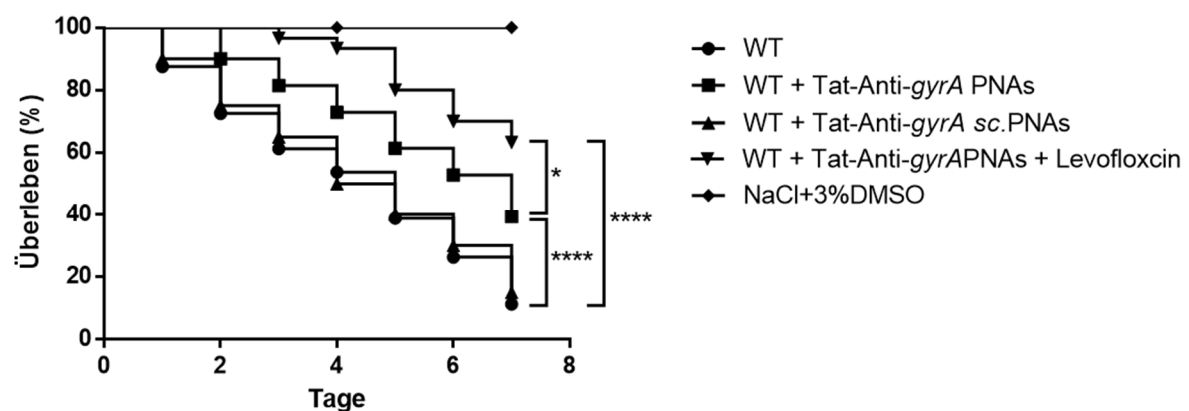 Überleben (%)
100
80
60
40
20
0
0
2
4
6
8
Tage
*
****
****
WT
WT + Tat-Anti-gyrA PNAs
WT + Tat-Anti-gyrA sc.PNAs
WT + Tat-Anti-gyrAPNAs + Levofloxcin
NaCl+3%DMSO